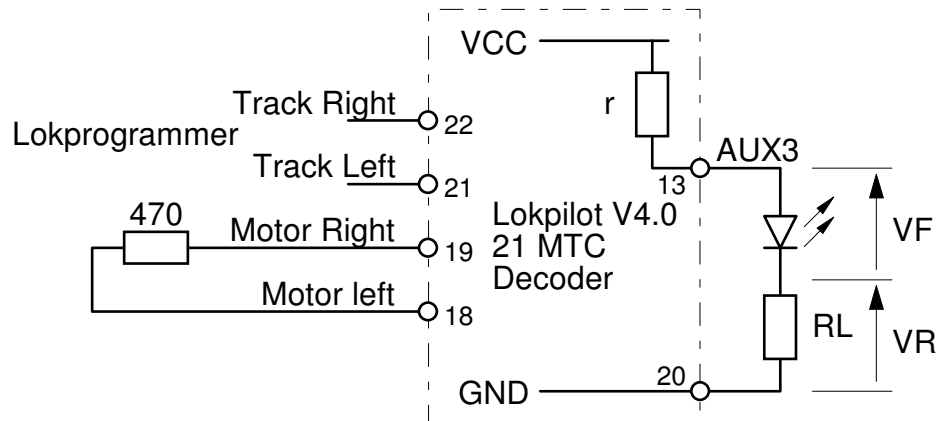 VCC
r
Track Right
22
Lokprogrammer
AUX3
Track Left
21
13
470
Motor Right
19
Lokpilot V4.0
21 MTC
Decoder
VF
Motor left
18
RL
VR
20
GND